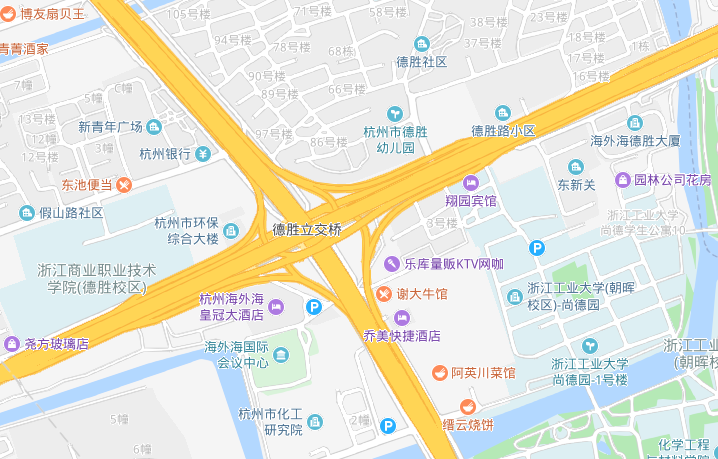 博友扇贝王
105号楼
58号楼
38号楼
23号楼
94号楼
青菁酒家
78号楼
71号楼
68栋
37号楼
1栋
德胜社区
17号楼
16号楼
7幢
C幢
5幢
90号楼
89号楼
66号楼
13幢
12幢
12号楼
3幢
新青年广场
97号楼
86号楼
杭州市德胜
幼儿园
德胜路小区
海外海德胜大厦
杭州银行
东池便当
翔园宾馆
东新关
园林公司花房
假山路社区
杭州市环保
综合大楼
德胜立交桥
3号楼
浙江工业大学
尚德学生公寓10
浙江商业职业技术
学院(德胜校区)
乐库量贩KTV网咖
杭州海外海
皇冠大酒店
P
谢大牛馆
浙江工业大学(朝晖
校区)-尚德园
乔美快捷酒店
尧方玻璃店
海外海国际
会议中心
浙江工业大学
尚德园-1号楼
浙江工业
(朝晖校
阿英川菜馆
缙云烧饼
杭州市化工
研究院
5幢
6幢
2幢
P
P
化学工程
与材料学院